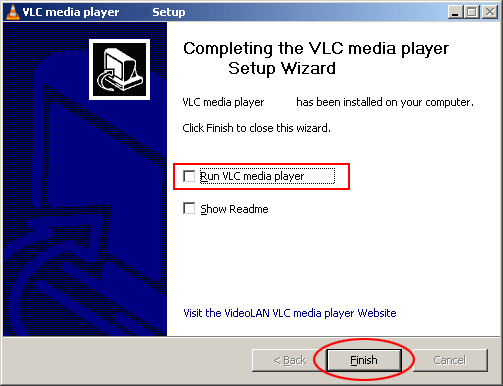 VLC media player Setup
Completing the VLC media player
Setup Wizard
VLC media player has been installed on your computer.
Click Finish to close this wizard.
Run VLC media player
Show Readme
Visit the VideoLAN VLC media player Website
< Back Finish Cancel